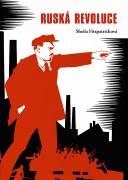 RUSKÁ REVOLUCE
Sheila Fitzpatricková